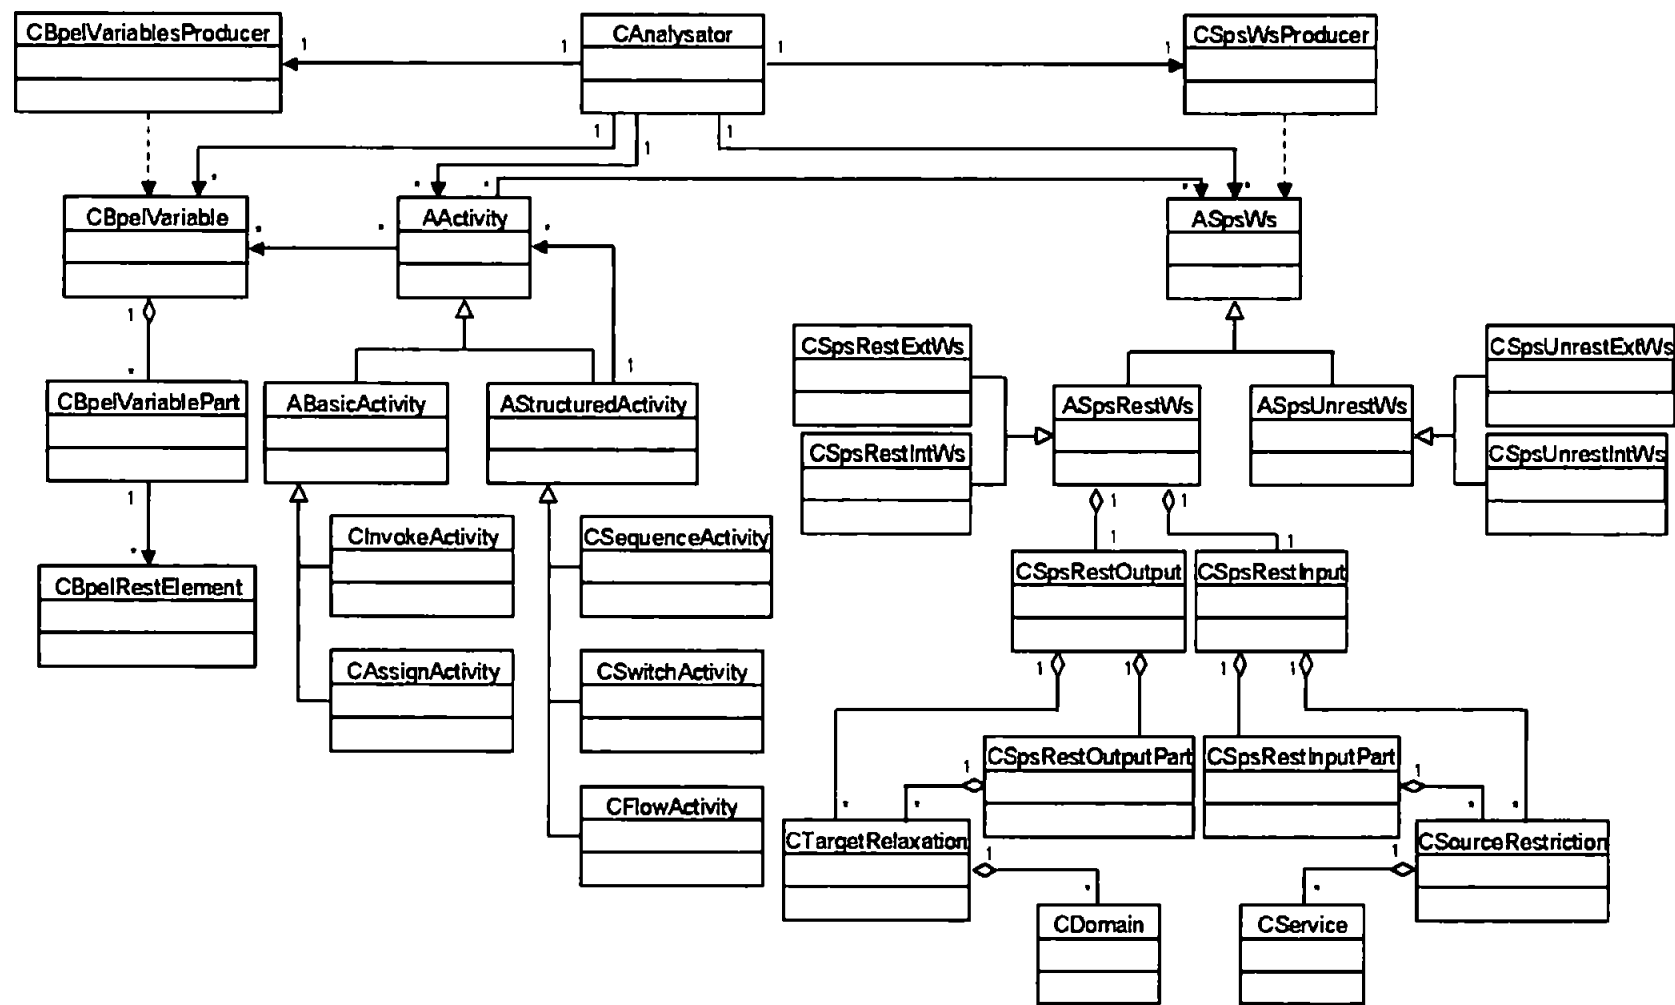 CBpelVariablesProducer
CAnalysator
CSpsWsProducer
1
1
1
1
1
1
1
*
*
*
*
*
CBpelVariable
AActivity
ASpsWs
*
*
*
1
1
*
CSpsRestExtWs
CSpsUnrestExtWs
CBpelVariablePart
ABasicActivity
AStructuredActivity
ASpsRestWs
ASpsUnrestWs
CSpsRestIntWs
CSpsUnrestIntWs
1
1
1
CInvokeActivity
CSequenceActivity
1
1
*
CBpelRestElement
CSpsRestOutput
CSpsRestInput
CAssignActivity
CSwitchActivity
1
1
1
1
CSpsRestOutputPart
CSpsRestInputPart
1
1
CFlowActivity
*
*
*
*
CTargetRelaxation
CSourceRestriction
1
1
*
*
CDomain
CService